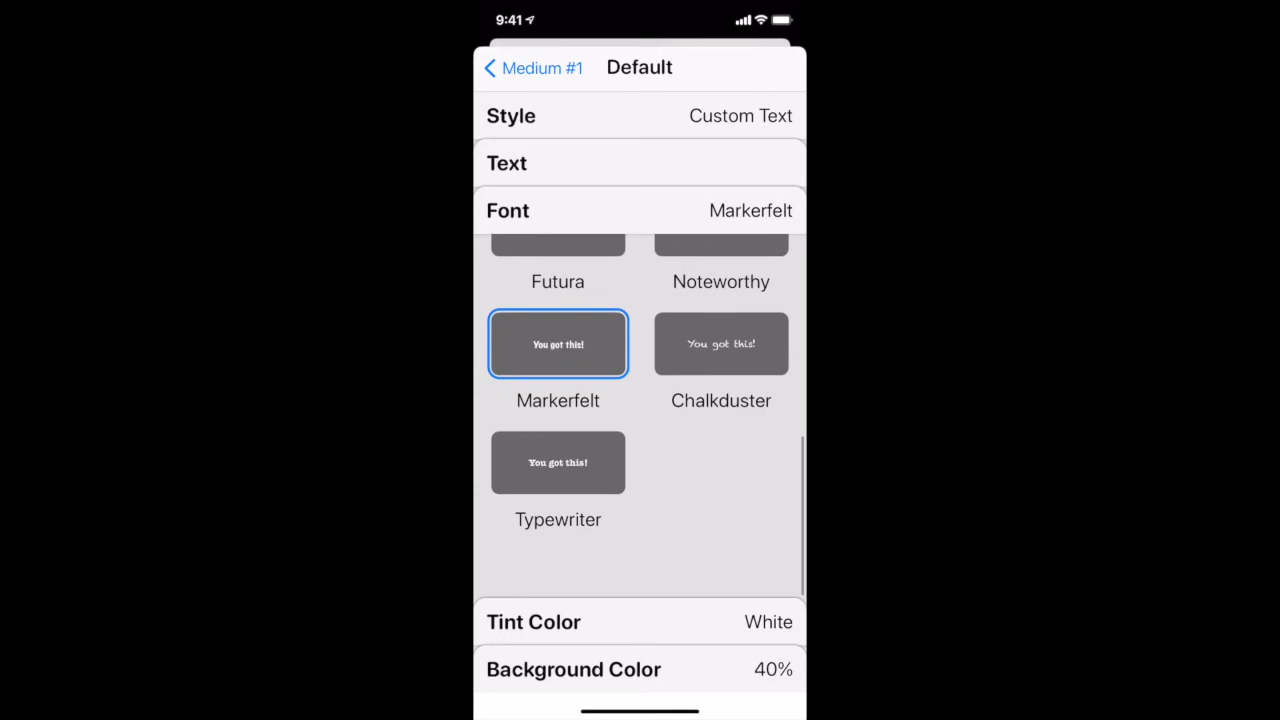 9:41
Medium #1 Default
Style Custom Text
Text
Font Markerfelt
Futura Noteworthy
You got this! You got this!
Markerfelt Chalkduster
You got this!
Typewriter
Tint Color White
Background Color 40%